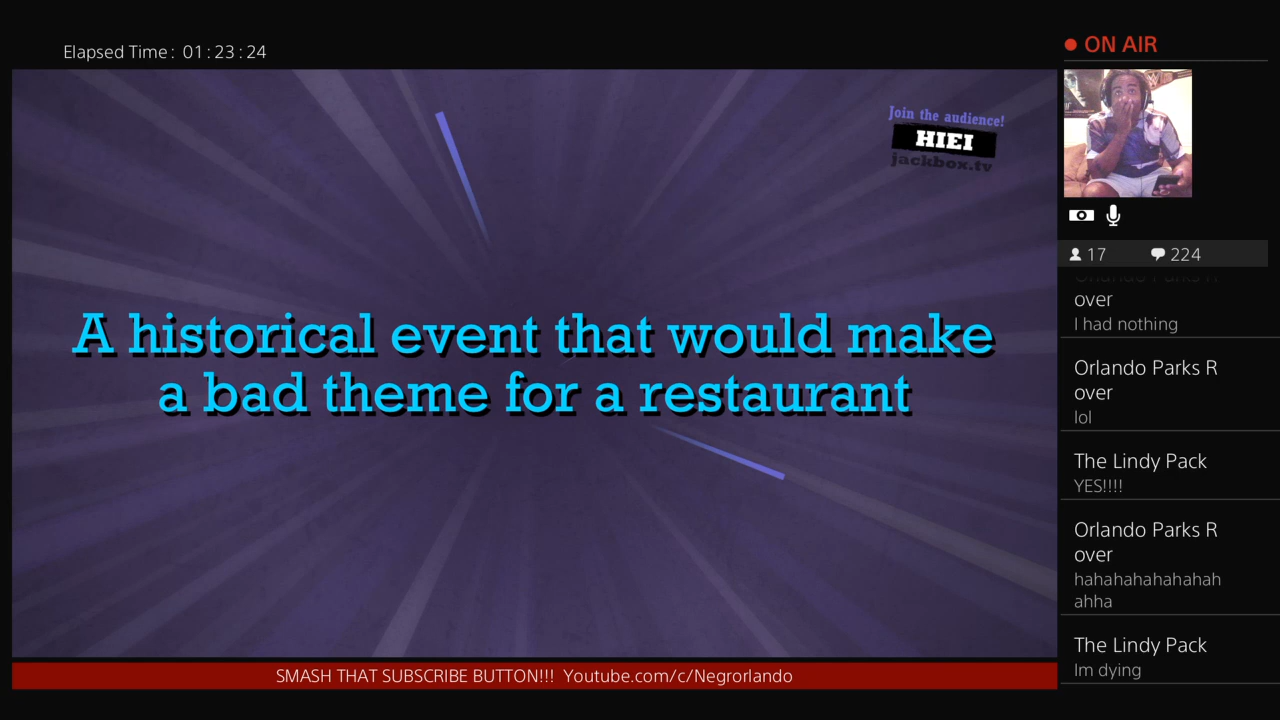 Elapsed Time: 01:23:24
ON AIR
Join the audience!
HIEI
jackbox.tv
A historical event that would make
a bad theme for a restaurant
17 224
Orlando Parks R
over
I had nothing
Orlando Parks R
over
lol
The Lindy Pack
YES!!!!
Orlando Parks R
over
hahahahahahahah
ahha
The Lindy Pack
Im dying
SMASH THAT SUBSCRIBE BUTTON!!! Youtube.com/c/Negrorlando